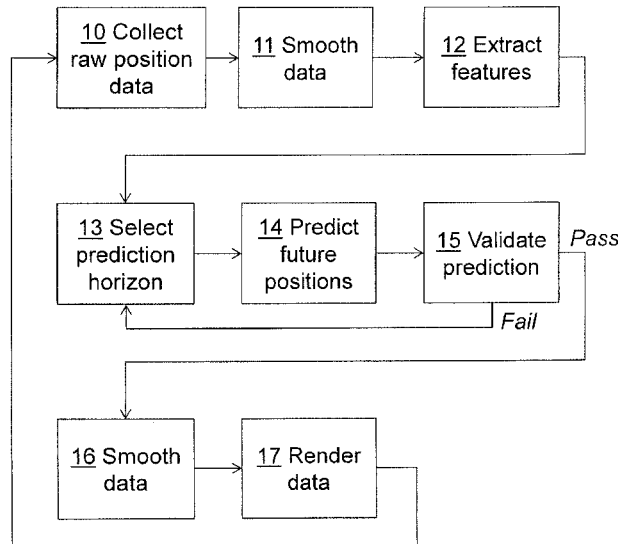 10 Collect
raw position
data
11 Smooth
data
12 Extract
features
13 Select
prediction
horizon
14 Predict
future
positions
15 Validate
prediction
Pass
Fail
16 Smooth
data
17 Render
data